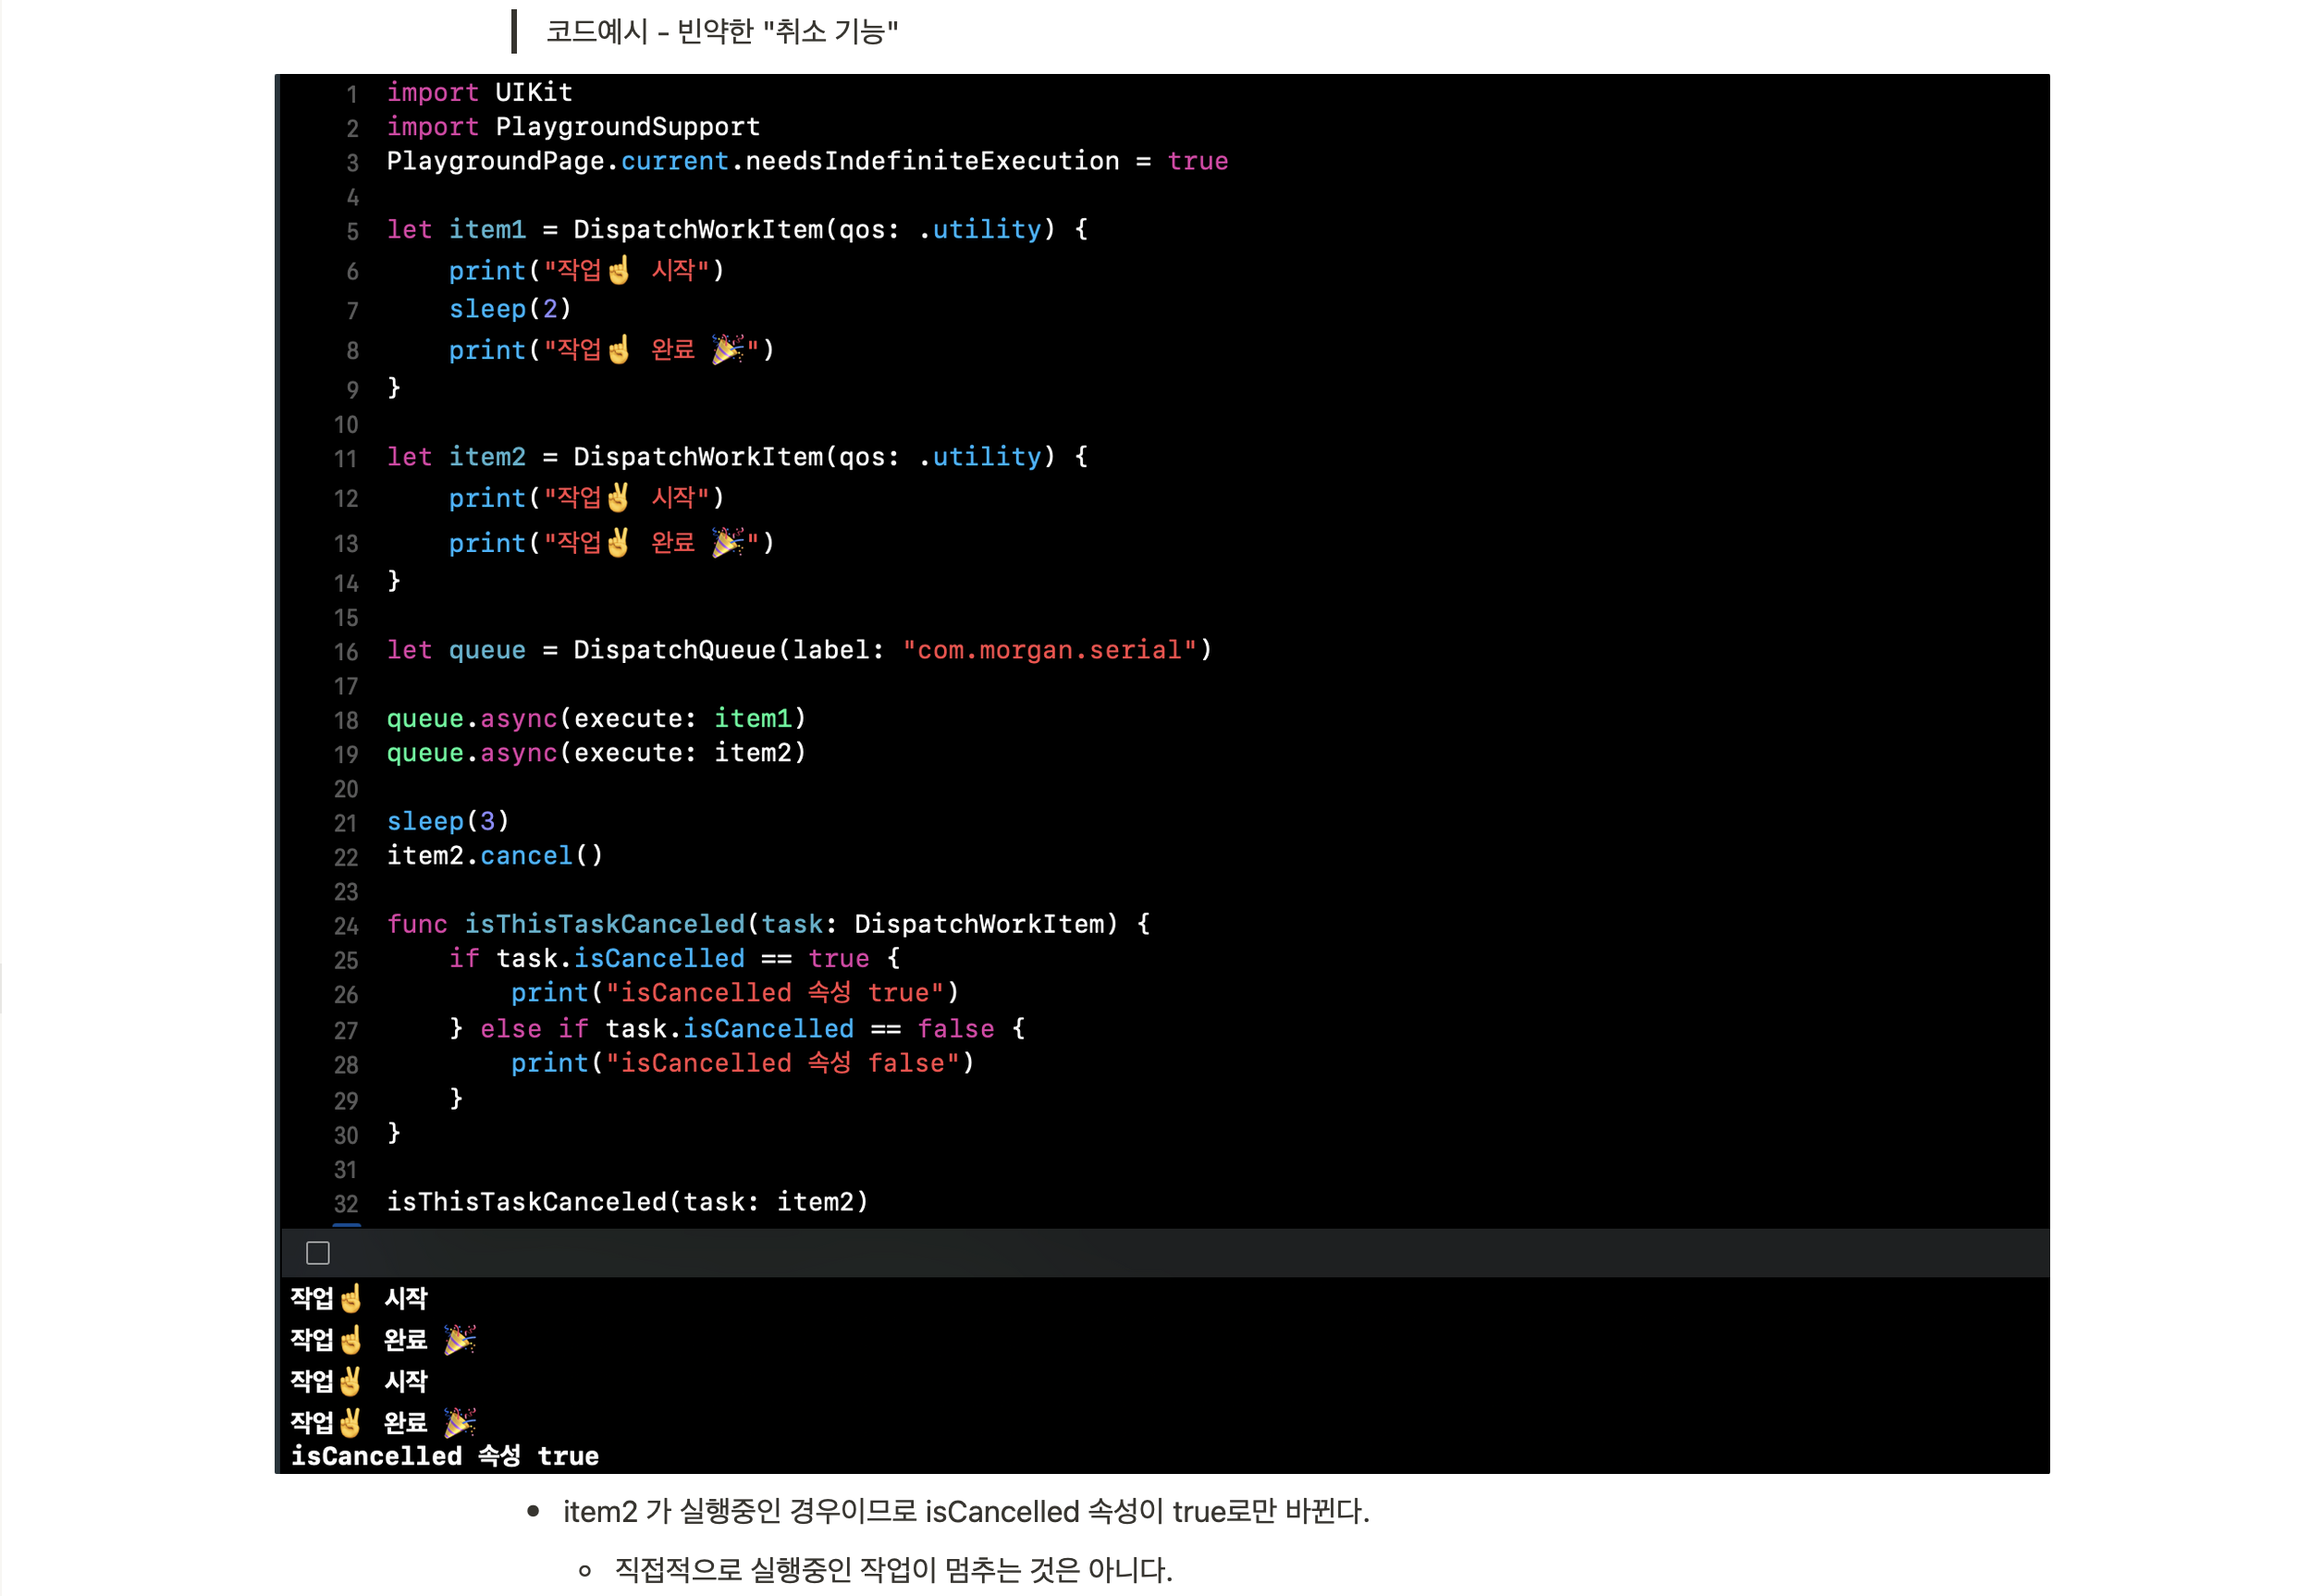 코드예시 - 빈약한 "취소 기능"
1 import UIKit
2 import PlaygroundSupport
3 PlaygroundPage.current.needsIndefiniteExecution = true
4
5 let item1 = DispatchWorkItem(qos: .utility) {
6     print("작업☝️ 시작")
7     sleep(2)
8     print("작업☝️ 완료 🎉")
9 }
10
11 let item2 = DispatchWorkItem(qos: .utility) {
12     print("작업✌️ 시작")
13     print("작업✌️ 완료 🎉")
14 }
15
16 let queue = DispatchQueue(label: "com.morgan.serial")
17
18 queue.async(execute: item1)
19 queue.async(execute: item2)
20
21 sleep(3)
22 item2.cancel()
23
24 func isThisTaskCanceled(task: DispatchWorkItem) {
25     if task.isCancelled == true {
26         print("isCancelled 속성 true")
27     } else if task.isCancelled == false {
28         print("isCancelled 속성 false")
29     }
30 }
31
32 isThisTaskCanceled(task: item2)
작업☝️ 시작
작업☝️ 완료 🎉
작업✌️ 시작
작업✌️ 완료 🎉
isCancelled 속성 true
• item2 가 실행중인 경우이므로 isCancelled 속성이 true로만 바뀐다.
◦ 직접적으로 실행중인 작업이 멈추는 것은 아니다.